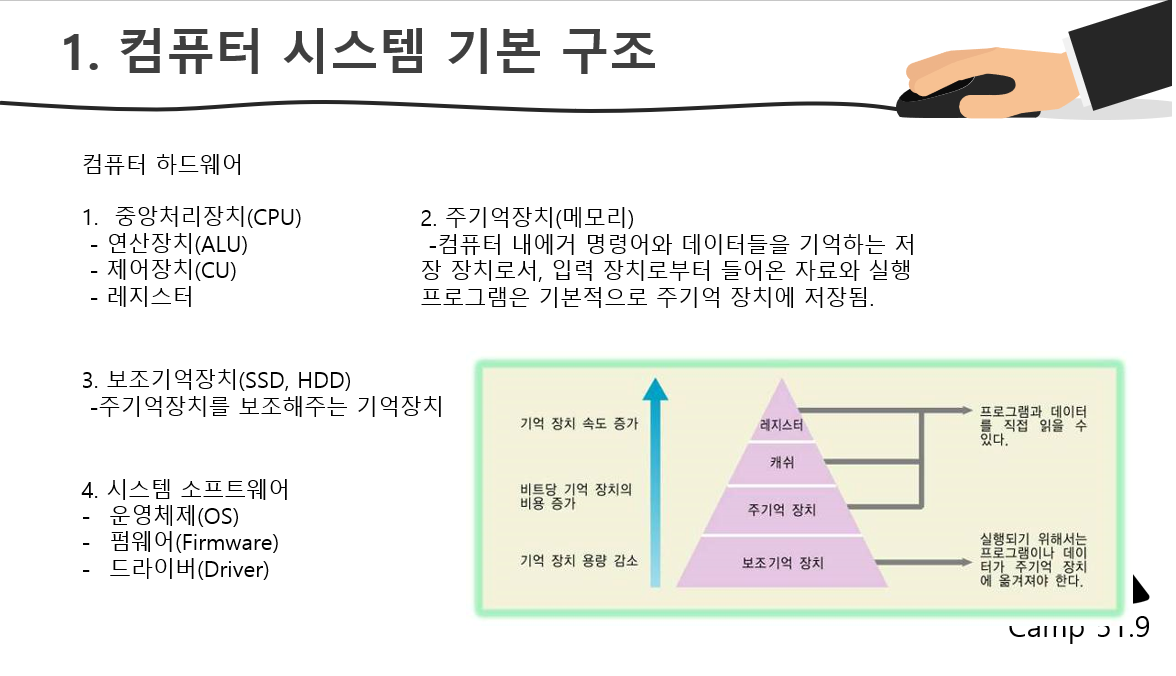 1. 컴퓨터 시스템 기본 구조
컴퓨터 하드웨어
1. 중앙처리장치(CPU)
- 연산장치(ALU)
- 제어장치(CU)
- 레지스터
2. 주기억장치(메모리)
-컴퓨터 내에거 명령어와 데이터들을 기억하는 저
장 장치로서, 입력 장치로부터 들어온 자료와 실행
프로그램은 기본적으로 주기억 장치에 저장됨.
3. 보조기억장치(SSD, HDD)
-주기억장치를 보조해주는 기억장치
4. 시스템 소프트웨어
- 운영체제(OS)
- 펌웨어(Firmware)
- 드라이버(Driver)
기억 장치 속도 증가
비트당 기억 장치의
비용 증가
기억 장치 용량 감소
레지스터
캐쉬
주기억 장치
보조기억 장치
프로그램과 데이터
를 직접 읽을 수
있다.
실행되기 위해서는
프로그램이나 데이
터가 주기억 장치
에 옮겨져야 한다.
Camp 31.9